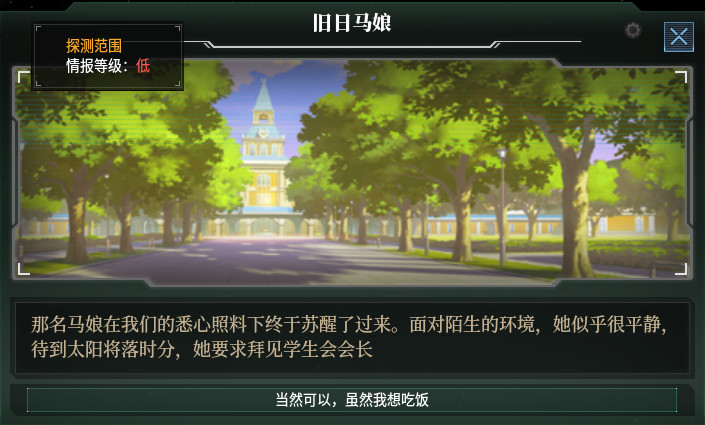 旧日马娘
探测范围
情报等级：低
那名马娘在我们的悉心照料下终于苏醒了过来。面对陌生的环境，她似乎很平静，
待到太阳将落时分，她要求拜见学生会会长
当然可以，虽然我想吃饭